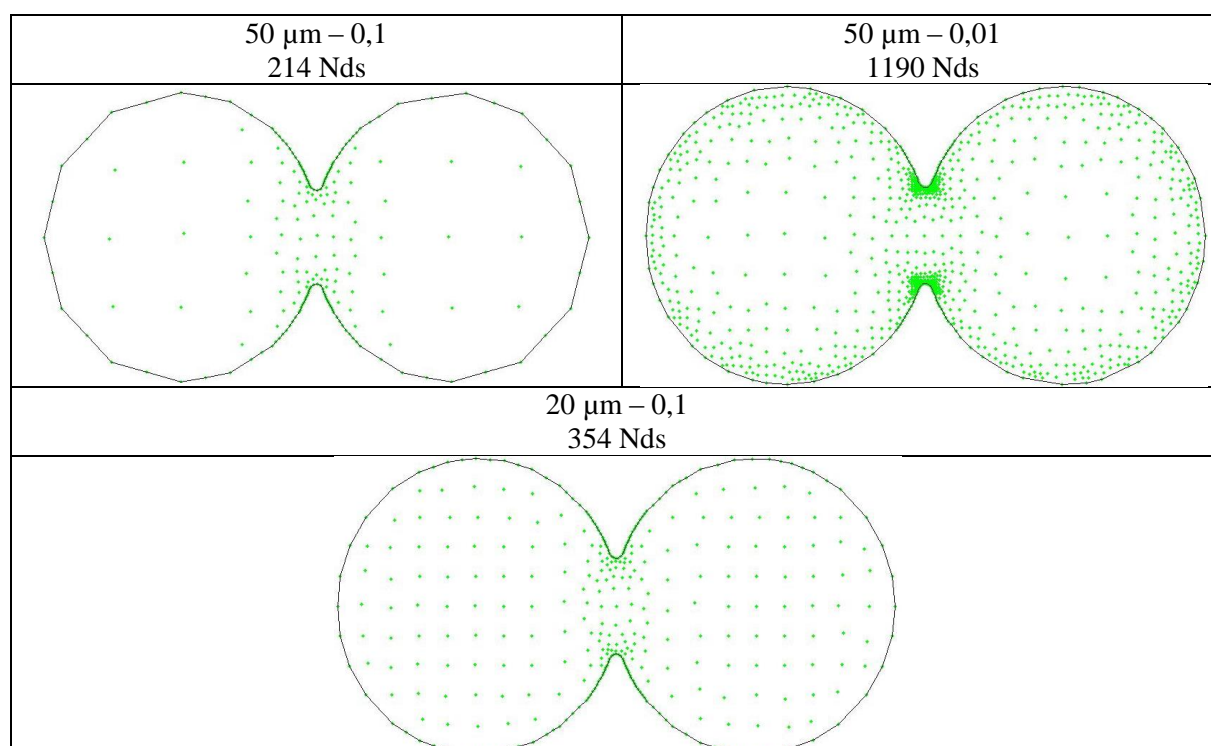 50 µm – 0,1
214 Nds
50 µm – 0,01
1190 Nds
20 µm – 0,1
354 Nds